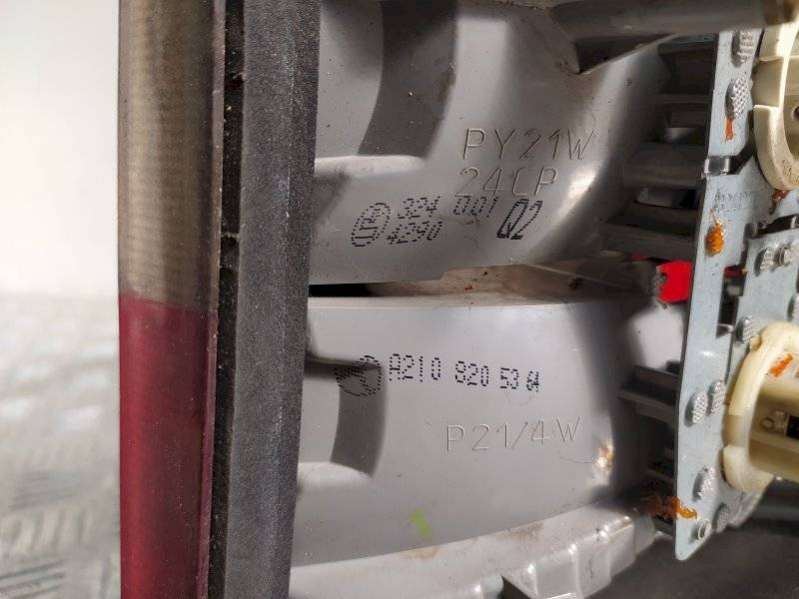 PY21W
24CP
324 001
4290 Q2
A210 820 53 64
P21/4W